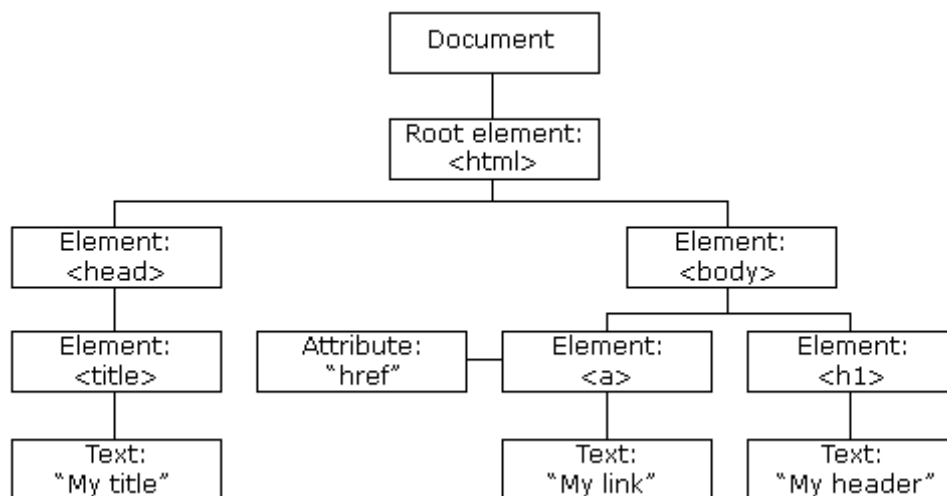 Document
Root element:
<html>
Element:
<head>
Element:
<body>
Element:
<title>
Attribute:
“href”
Element:
<a>
Element:
<h1>
Text:
“My title”
Text:
“My link”
Text:
“My header”